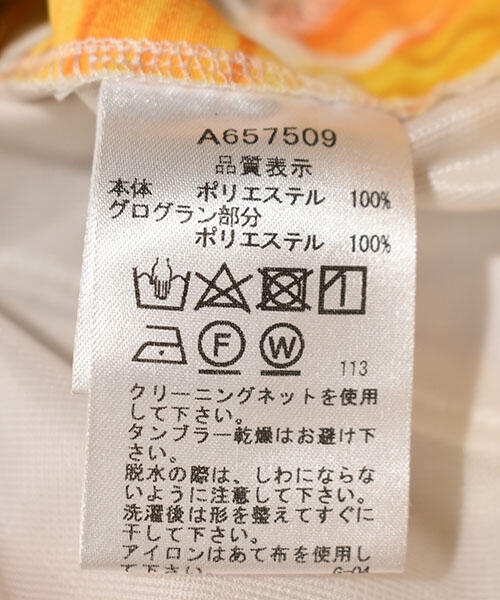 A657509
品質表示
本体 ポリエステル 100%
グログラン部分
ポリエステル 100%
F W 113
クリーニングネットを使用
して下さい。
タンブラー乾燥はお避け下
さい。
脱水の際は、しわにならな
いように注意して下さい。
洗濯後は形を整えてすぐに
干して下さい。
アイロンはあて布を使用し
て下さい。 G-04